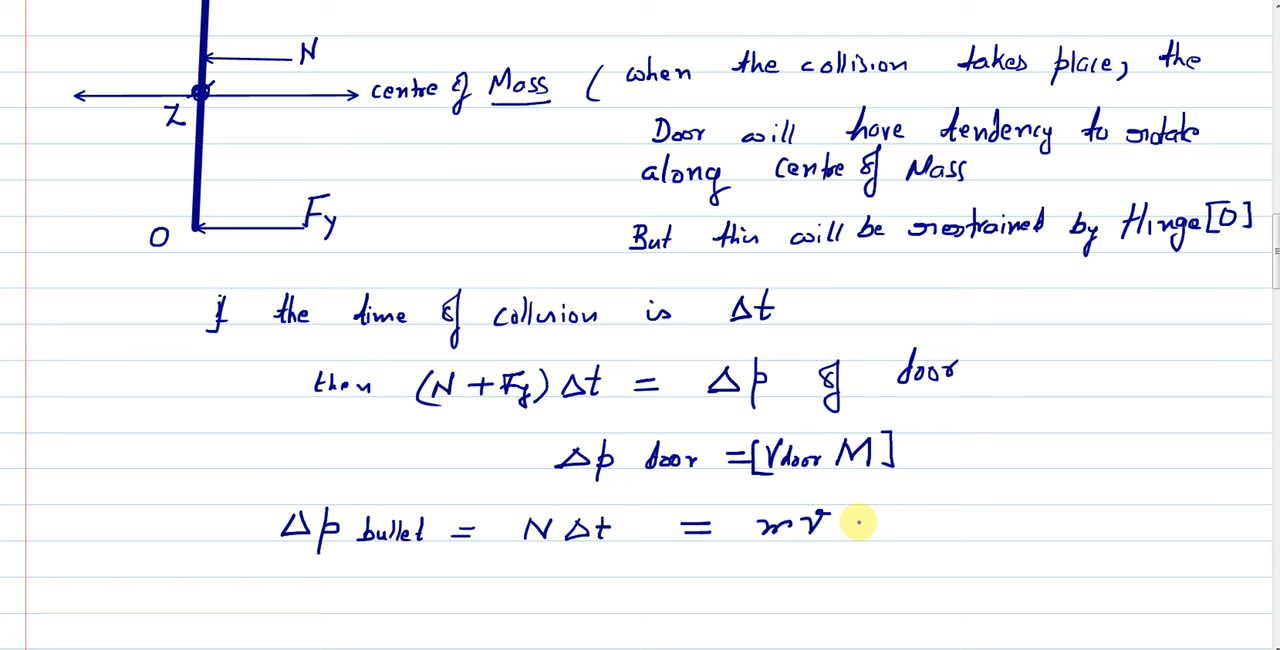 N
centre of Mass ( when the collision takes place, the
Z
Door will have tendency to rotate
along Centre of Mass
Fy
O
But this will be restrained by Hinge[O]
If the time of collision is Δt
then (N + Fy) Δt = Δp of door
Δp door = [Vdoor M]
Δp bullet = N Δt = mv